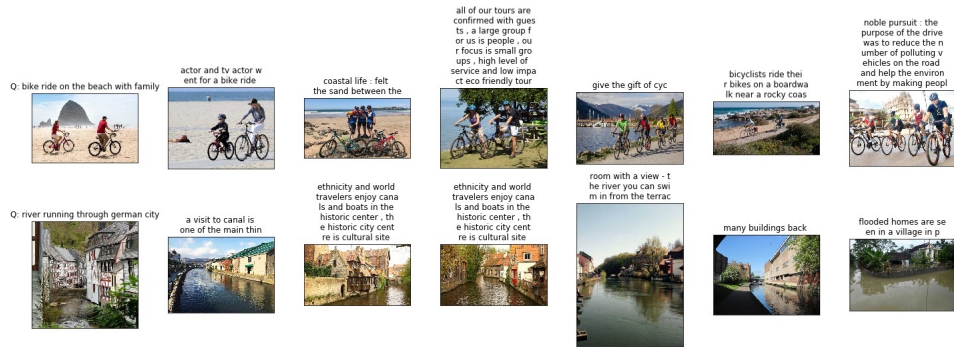 Q: bike ride on the beach with family
actor and tv actor w
ent for a bike ride
coastal life : felt
the sand between the
all of our tours are
confirmed with gues
ts , a large group f
or us is people , ou
r focus is small gro
ups , high level of
service and low impa
ct eco friendly tour
give the gift of cyc
bicyclists ride thei
r bikes on a boardwa
lk near a rocky coas
noble pursuit : the
purpose of the drive
was to reduce the n
umber of polluting v
ehicles on the road
and help the environ
ment by making peopl
Q: river running through german city
a visit to canal is
one of the main thin
ethnicity and world
travelers enjoy cana
ls and boats in the
historic center , th
e historic city cent
re is cultural site
ethnicity and world
travelers enjoy cana
ls and boats in the
historic center , th
e historic city cent
re is cultural site
room with a view - t
he river you can swi
m in from the terrac
many buildings back
flooded homes are se
en in a village in p